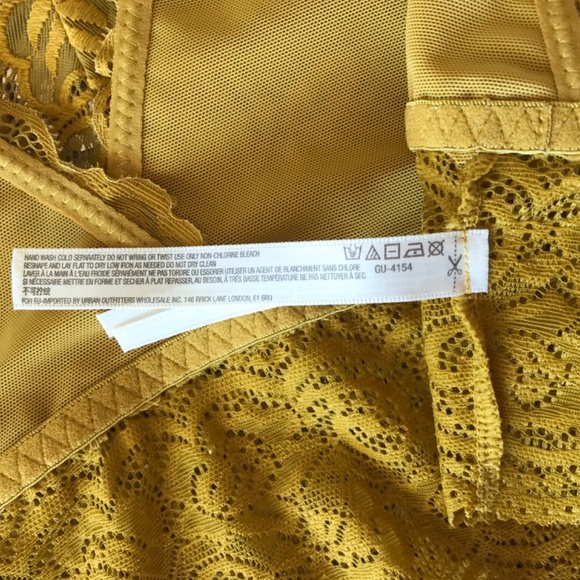 HAND WASH COLD SEPARATELY DO NOT WRING OR TWIST USE ONLY NON-CHLORINE BLEACH
RESHAPE AND LAY FLAT TO DRY LOW IRON AS NEEDED DO NOT DRY CLEAN
LAVER À LA MAIN À L'EAU FROIDE SÉPARÉMENT NE PAS TORDRE OU ESSORER UTILISER UN AGENT DE BLANCHIMENT SANS CHLORE
SI NÉCESSAIRE METTRE EN FORME ET SÉCHER À PLAT REPASSER, AU BESOIN, À TRÈS BASSE TEMPÉRATURE NE PAS NETTOYER À SEC
不可拧绞
FOR EU-IMPORTED BY URBAN OUTFITTERS WHOLESALE INC. 146 BRICK LANE LONDON, E1 6RU
GU-4154